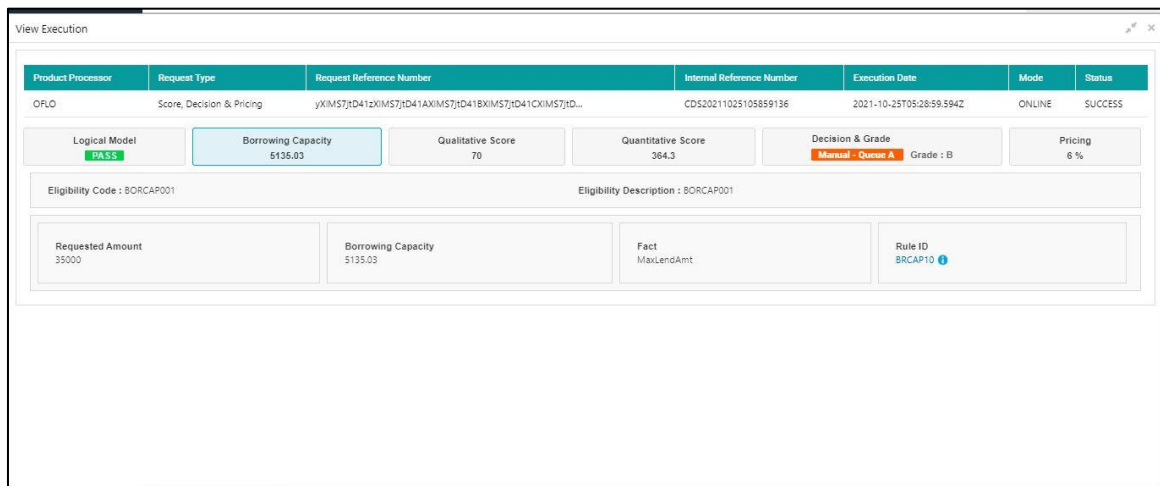 View Execution
Product Processor Request Type Request Reference Number Internal Reference Number Execution Date Mode Status
OFLO Score, Decision & Pricing yXIMS7JtD41zXIMS7JtD41AXIMS7JtD41BXIMS7JtD41CXIMS7JtD... CDS20211025105859136 2021-10-25T05:28:59.594Z ONLINE SUCCESS
Logical Model Borrowing Capacity Qualitative Score Quantitative Score Decision & Grade Pricing
PASS 5135.03 70 364.3 Manual - Queue A Grade : B 6 %
Eligibility Code : BORCAP001 Eligibility Description : BORCAP001
Requested Amount Borrowing Capacity Fact Rule ID
35000 5135.03 MaxLendAmt BRCAP10